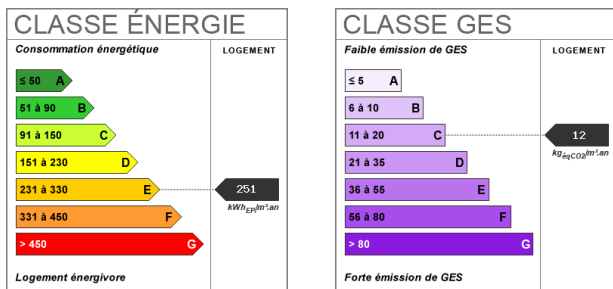 CLASSE ÉNERGIE
Consommation énergétique
LOGEMENT
≤ 50 A
51 à 90 B
91 à 150 C
151 à 230 D
231 à 330 E
251
kWhEP/m².an
331 à 450 F
> 450 G
Logement énergivore
CLASSE GES
Faible émission de GES
LOGEMENT
≤ 5 A
6 à 10 B
11 à 20 C
12
kgéqCO2/m².an
21 à 35 D
36 à 55 E
56 à 80 F
> 80 G
Forte émission de GES